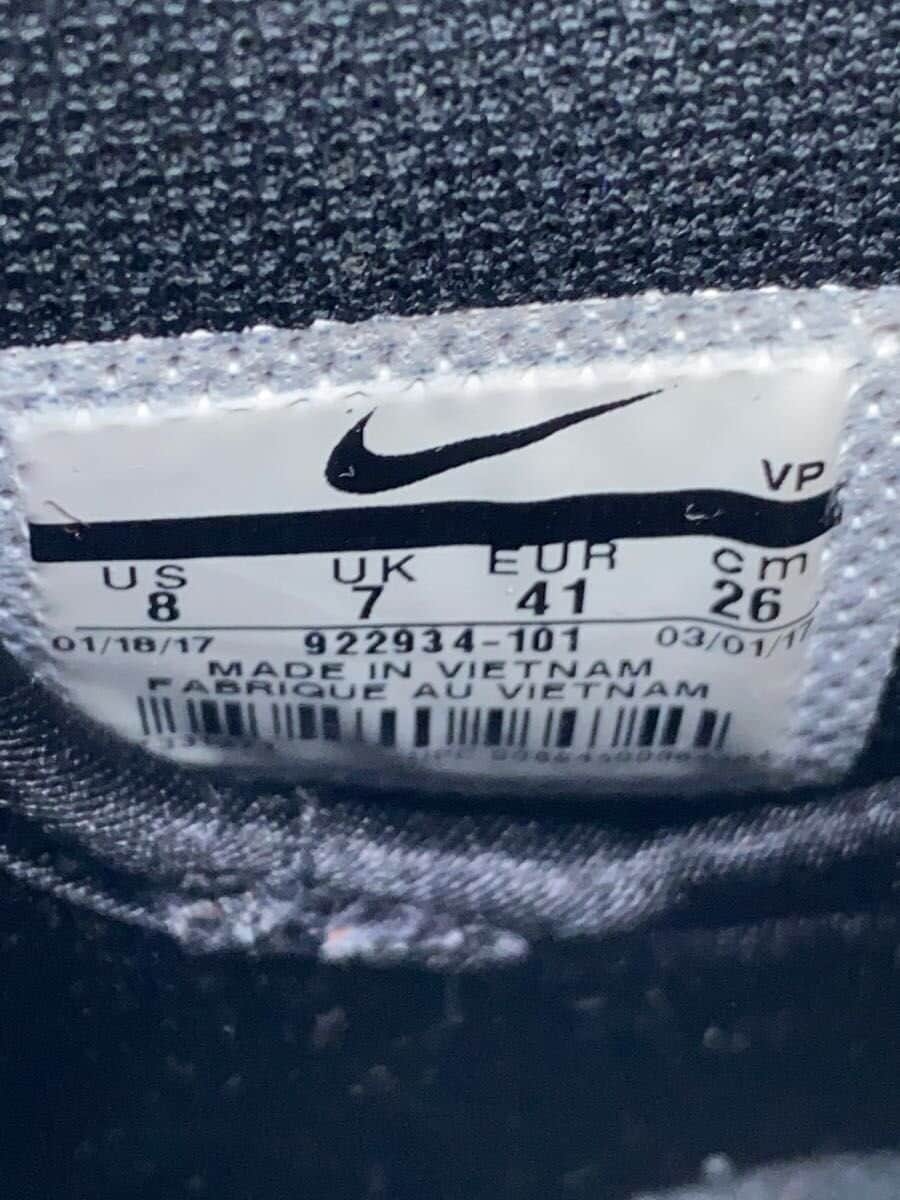 VP
US UK EUR cm
8 7 41 26
01/18/17 922934-101 03/01/17
MADE IN VIETNAM
FABRIQUE AU VIETNAM